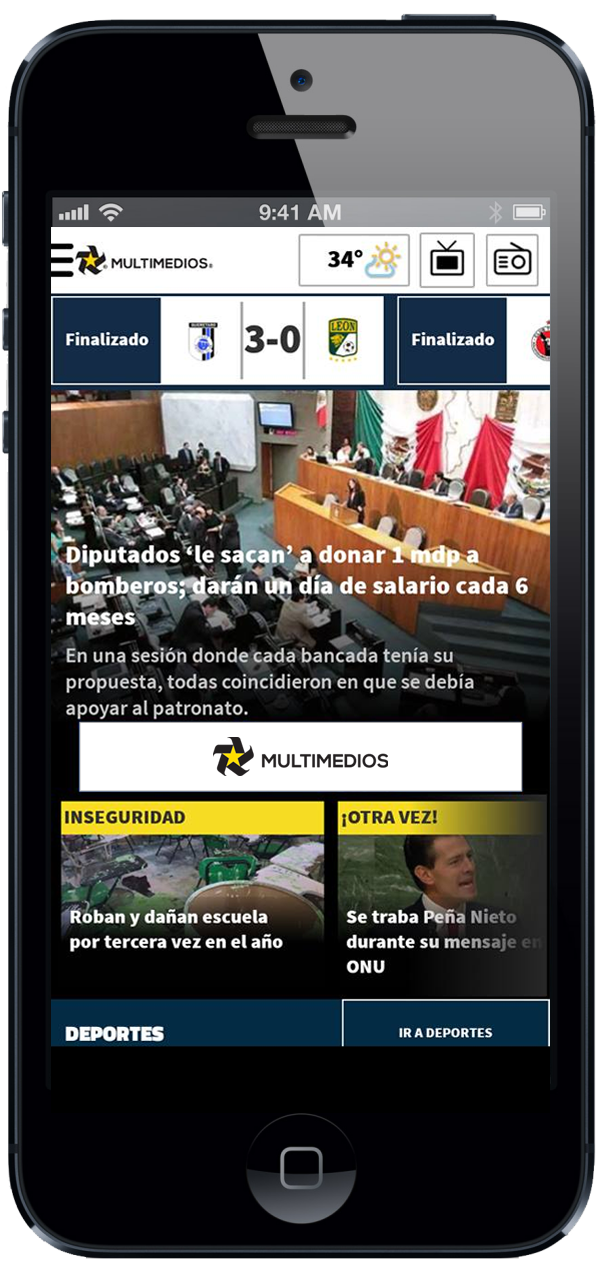 9:41 AM
MULTIMEDIOS®
34°
Finalizado
QUERETARO
3-0
LEON
Finalizado
Diputados ‘le sacan’ a donar 1 mdp a
bomberos; darán un día de salario cada 6
meses
En una sesión donde cada bancada tenía su
propuesta, todas coincidieron en que se debía
apoyar al patronato.
MULTIMEDIOS
INSEGURIDAD
¡OTRA VEZ!
Roban y dañan escuela
por tercera vez en el año
Se traba Peña Nieto
durante su mensaje en
ONU
DEPORTES
IR A DEPORTES